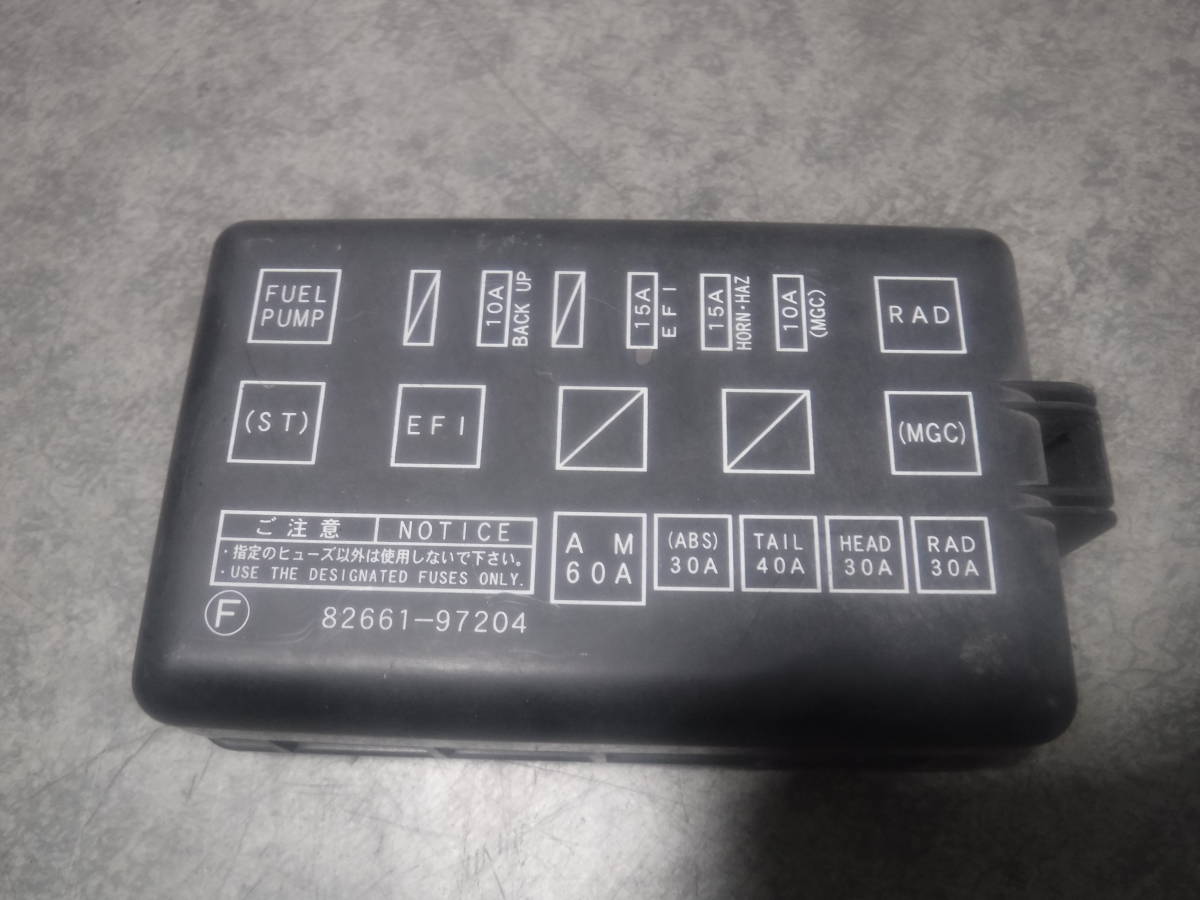 FUEL
PUMP
10A
BACK UP
15A
EFI
15A
HORN・HAZ
10A
(MGC)
RAD
(ST)
EFI
(MGC)
ご注意 NOTICE
・指定のヒューズ以外は使用しないで下さい。
・USE THE DESIGNATED FUSES ONLY.
AM
60A
(ABS)
30A
TAIL
40A
HEAD
30A
RAD
30A
F 82661-97204